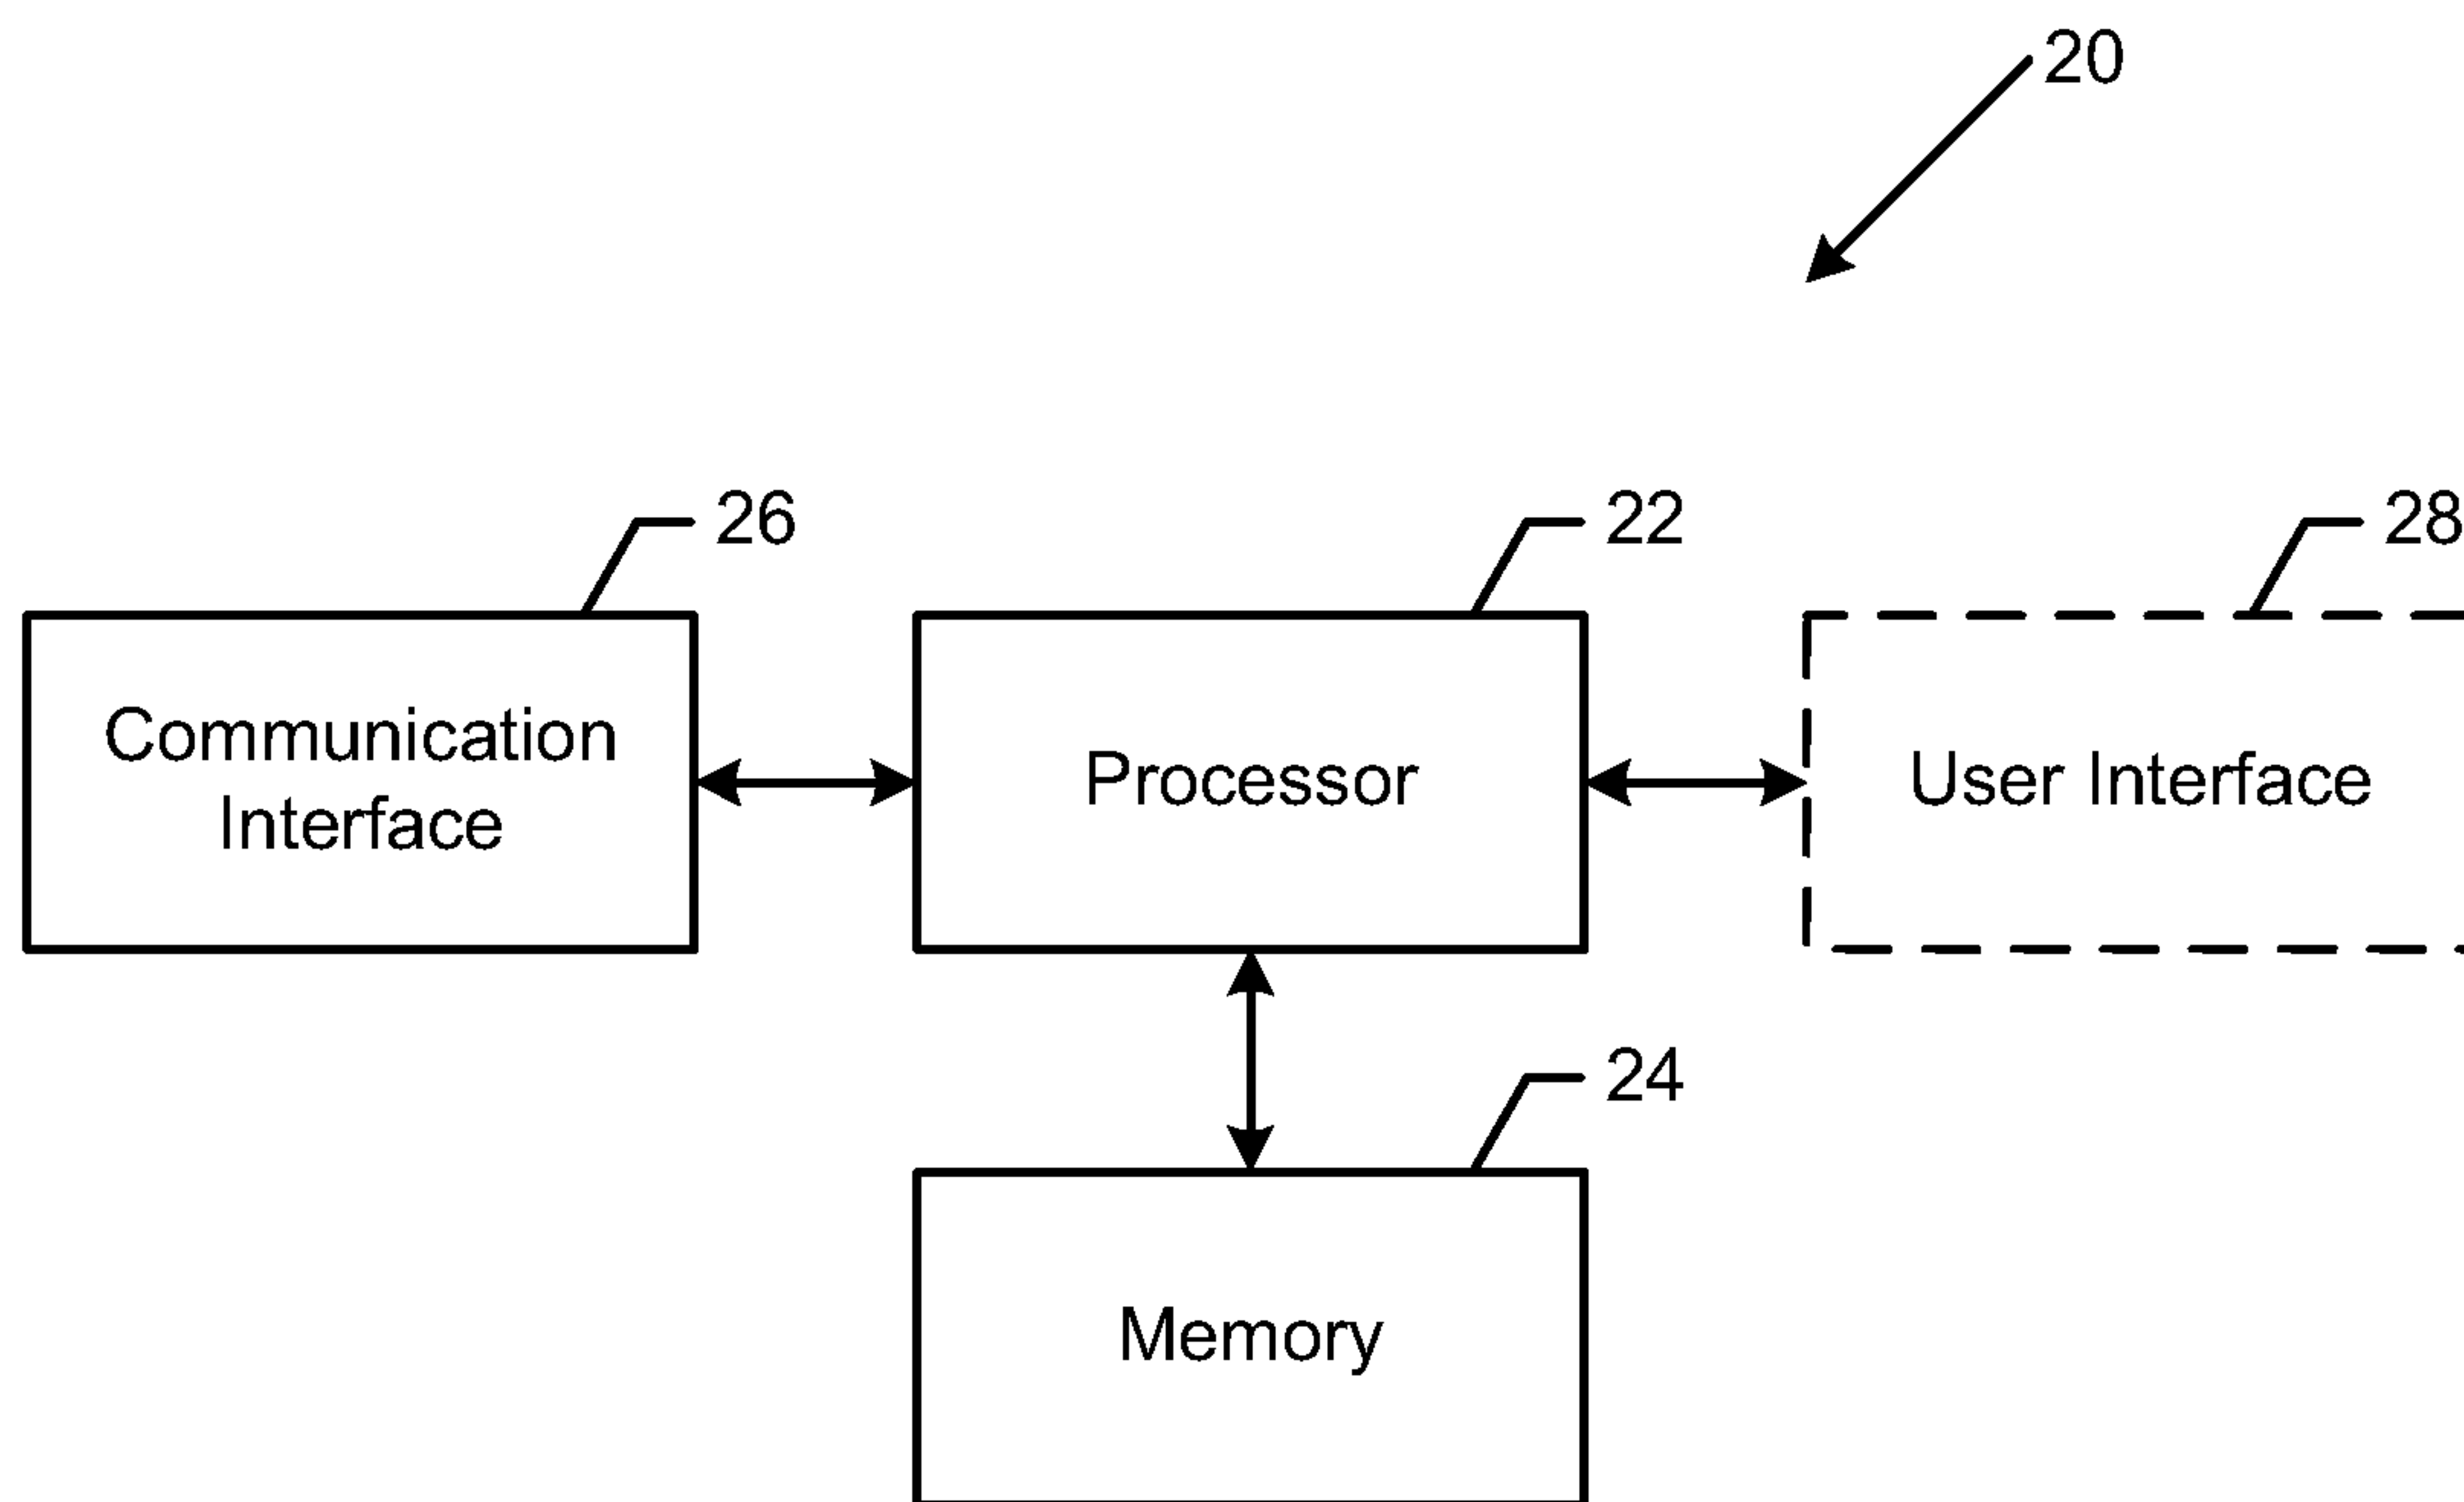 20
26
22
28
Communication
Interface
Processor
User Interface
24
Memory